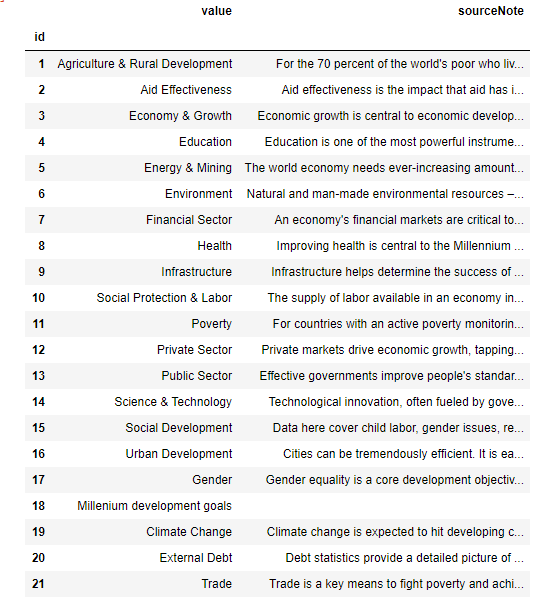 value sourceNote
id
1 Agriculture & Rural Development For the 70 percent of the world's poor who liv...
2 Aid Effectiveness Aid effectiveness is the impact that aid has i...
3 Economy & Growth Economic growth is central to economic develop...
4 Education Education is one of the most powerful instrume...
5 Energy & Mining The world economy needs ever-increasing amount...
6 Environment Natural and man-made environmental resources –...
7 Financial Sector An economy's financial markets are critical to...
8 Health Improving health is central to the Millennium ...
9 Infrastructure Infrastructure helps determine the success of ...
10 Social Protection & Labor The supply of labor available in an economy in...
11 Poverty For countries with an active poverty monitorin...
12 Private Sector Private markets drive economic growth, tapping...
13 Public Sector Effective governments improve people's standar...
14 Science & Technology Technological innovation, often fueled by gove...
15 Social Development Data here cover child labor, gender issues, re...
16 Urban Development Cities can be tremendously efficient. It is ea...
17 Gender Gender equality is a core development objectiv...
18 Millenium development goals
19 Climate Change Climate change is expected to hit developing c...
20 External Debt Debt statistics provide a detailed picture of ...
21 Trade Trade is a key means to fight poverty and achi...